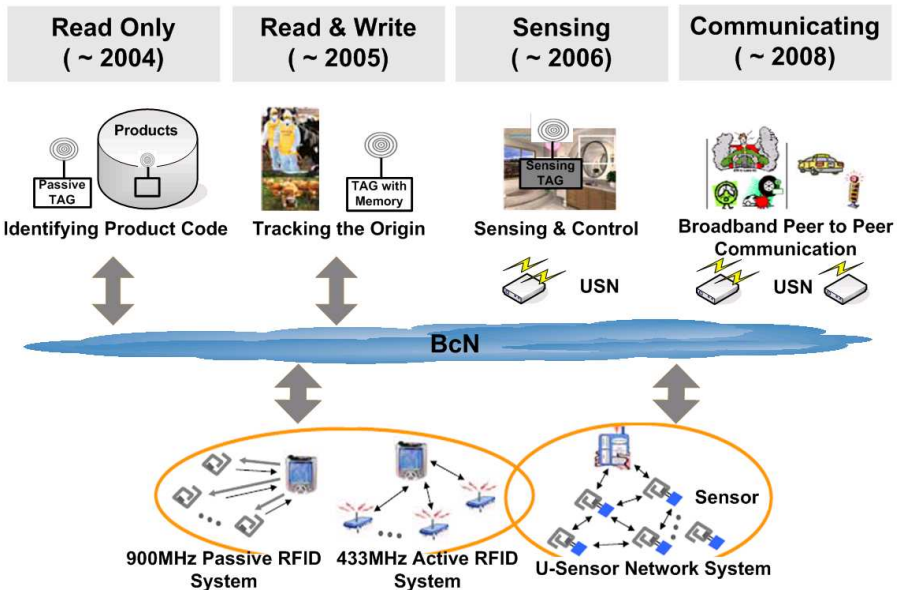 Read Only
( ~ 2004)
Read & Write
( ~ 2005)
Sensing
( ~ 2006)
Communicating
( ~ 2008)
Products
Passive
TAG
TAG with
Memory
Sensing
TAG
Identifying Product Code
Tracking the Origin
Sensing & Control
Broadband Peer to Peer
Communication
USN
USN
BcN
Sensor
900MHz Passive RFID
System
433MHz Active RFID
System
U-Sensor Network System